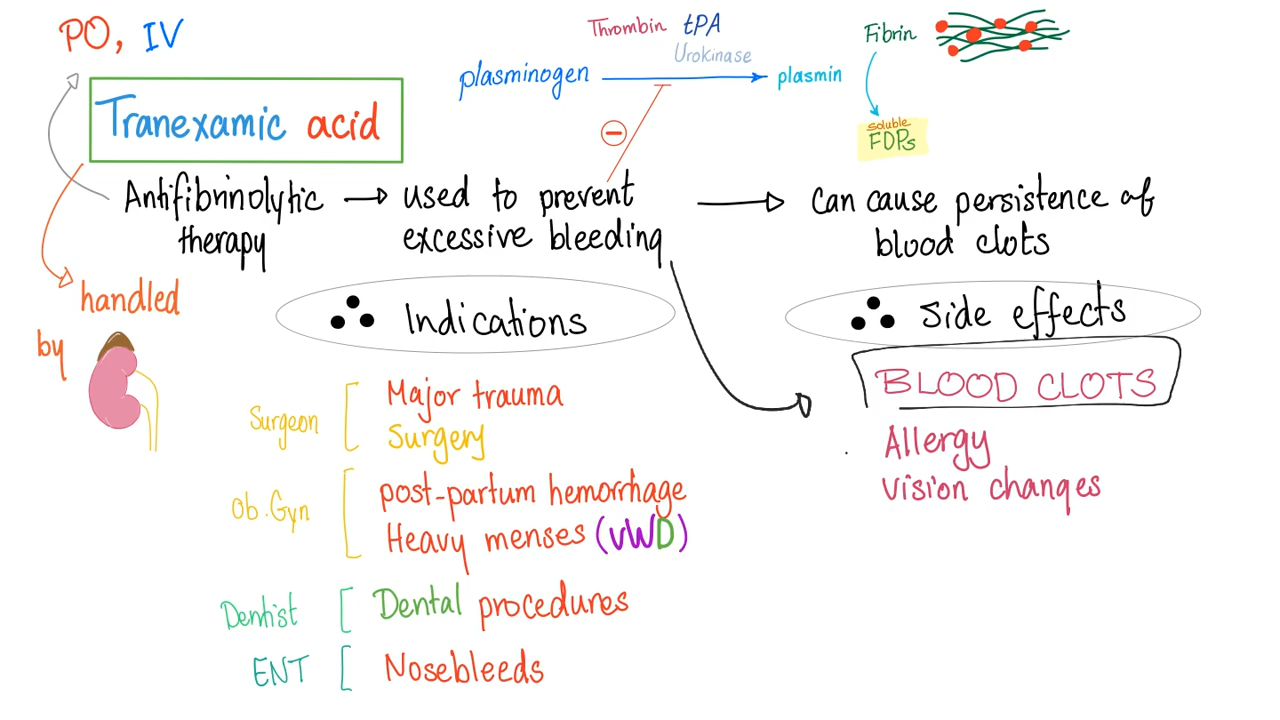 PO, IV
Tranexamic acid
Thrombin tPA
Urokinase
plasminogen
plasmin
Fibrin
soluble
FDPs
Antifibrinolytic
therapy
used to prevent
excessive bleeding
Can cause persistence of
blood clots
handled
by
Indications
Surgeon
Major trauma
Surgery
Ob.Gyn
post-partum hemorrhage
Heavy menses (vWD)
Dentist
Dental procedures
ENT
Nosebleeds
Side effects
BLOOD CLOTS
Allergy
Vision changes